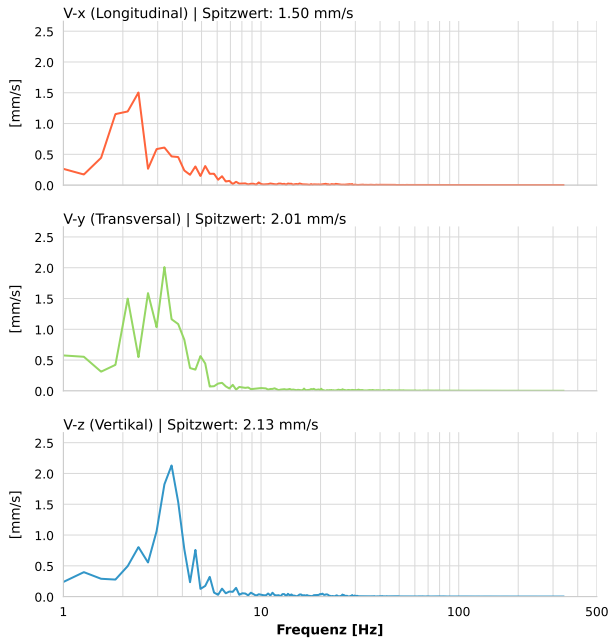 V-x (Longitudinal) | Spitzwert: 1.50 mm/s
2.5
2.0
1.5
1.0
0.5
0.0
[mm/s]
V-y (Transversal) | Spitzwert: 2.01 mm/s
2.5
2.0
1.5
1.0
0.5
0.0
[mm/s]
V-z (Vertikal) | Spitzwert: 2.13 mm/s
2.5
2.0
1.5
1.0
0.5
0.0
[mm/s]
1 10 100 500
Frequenz [Hz]